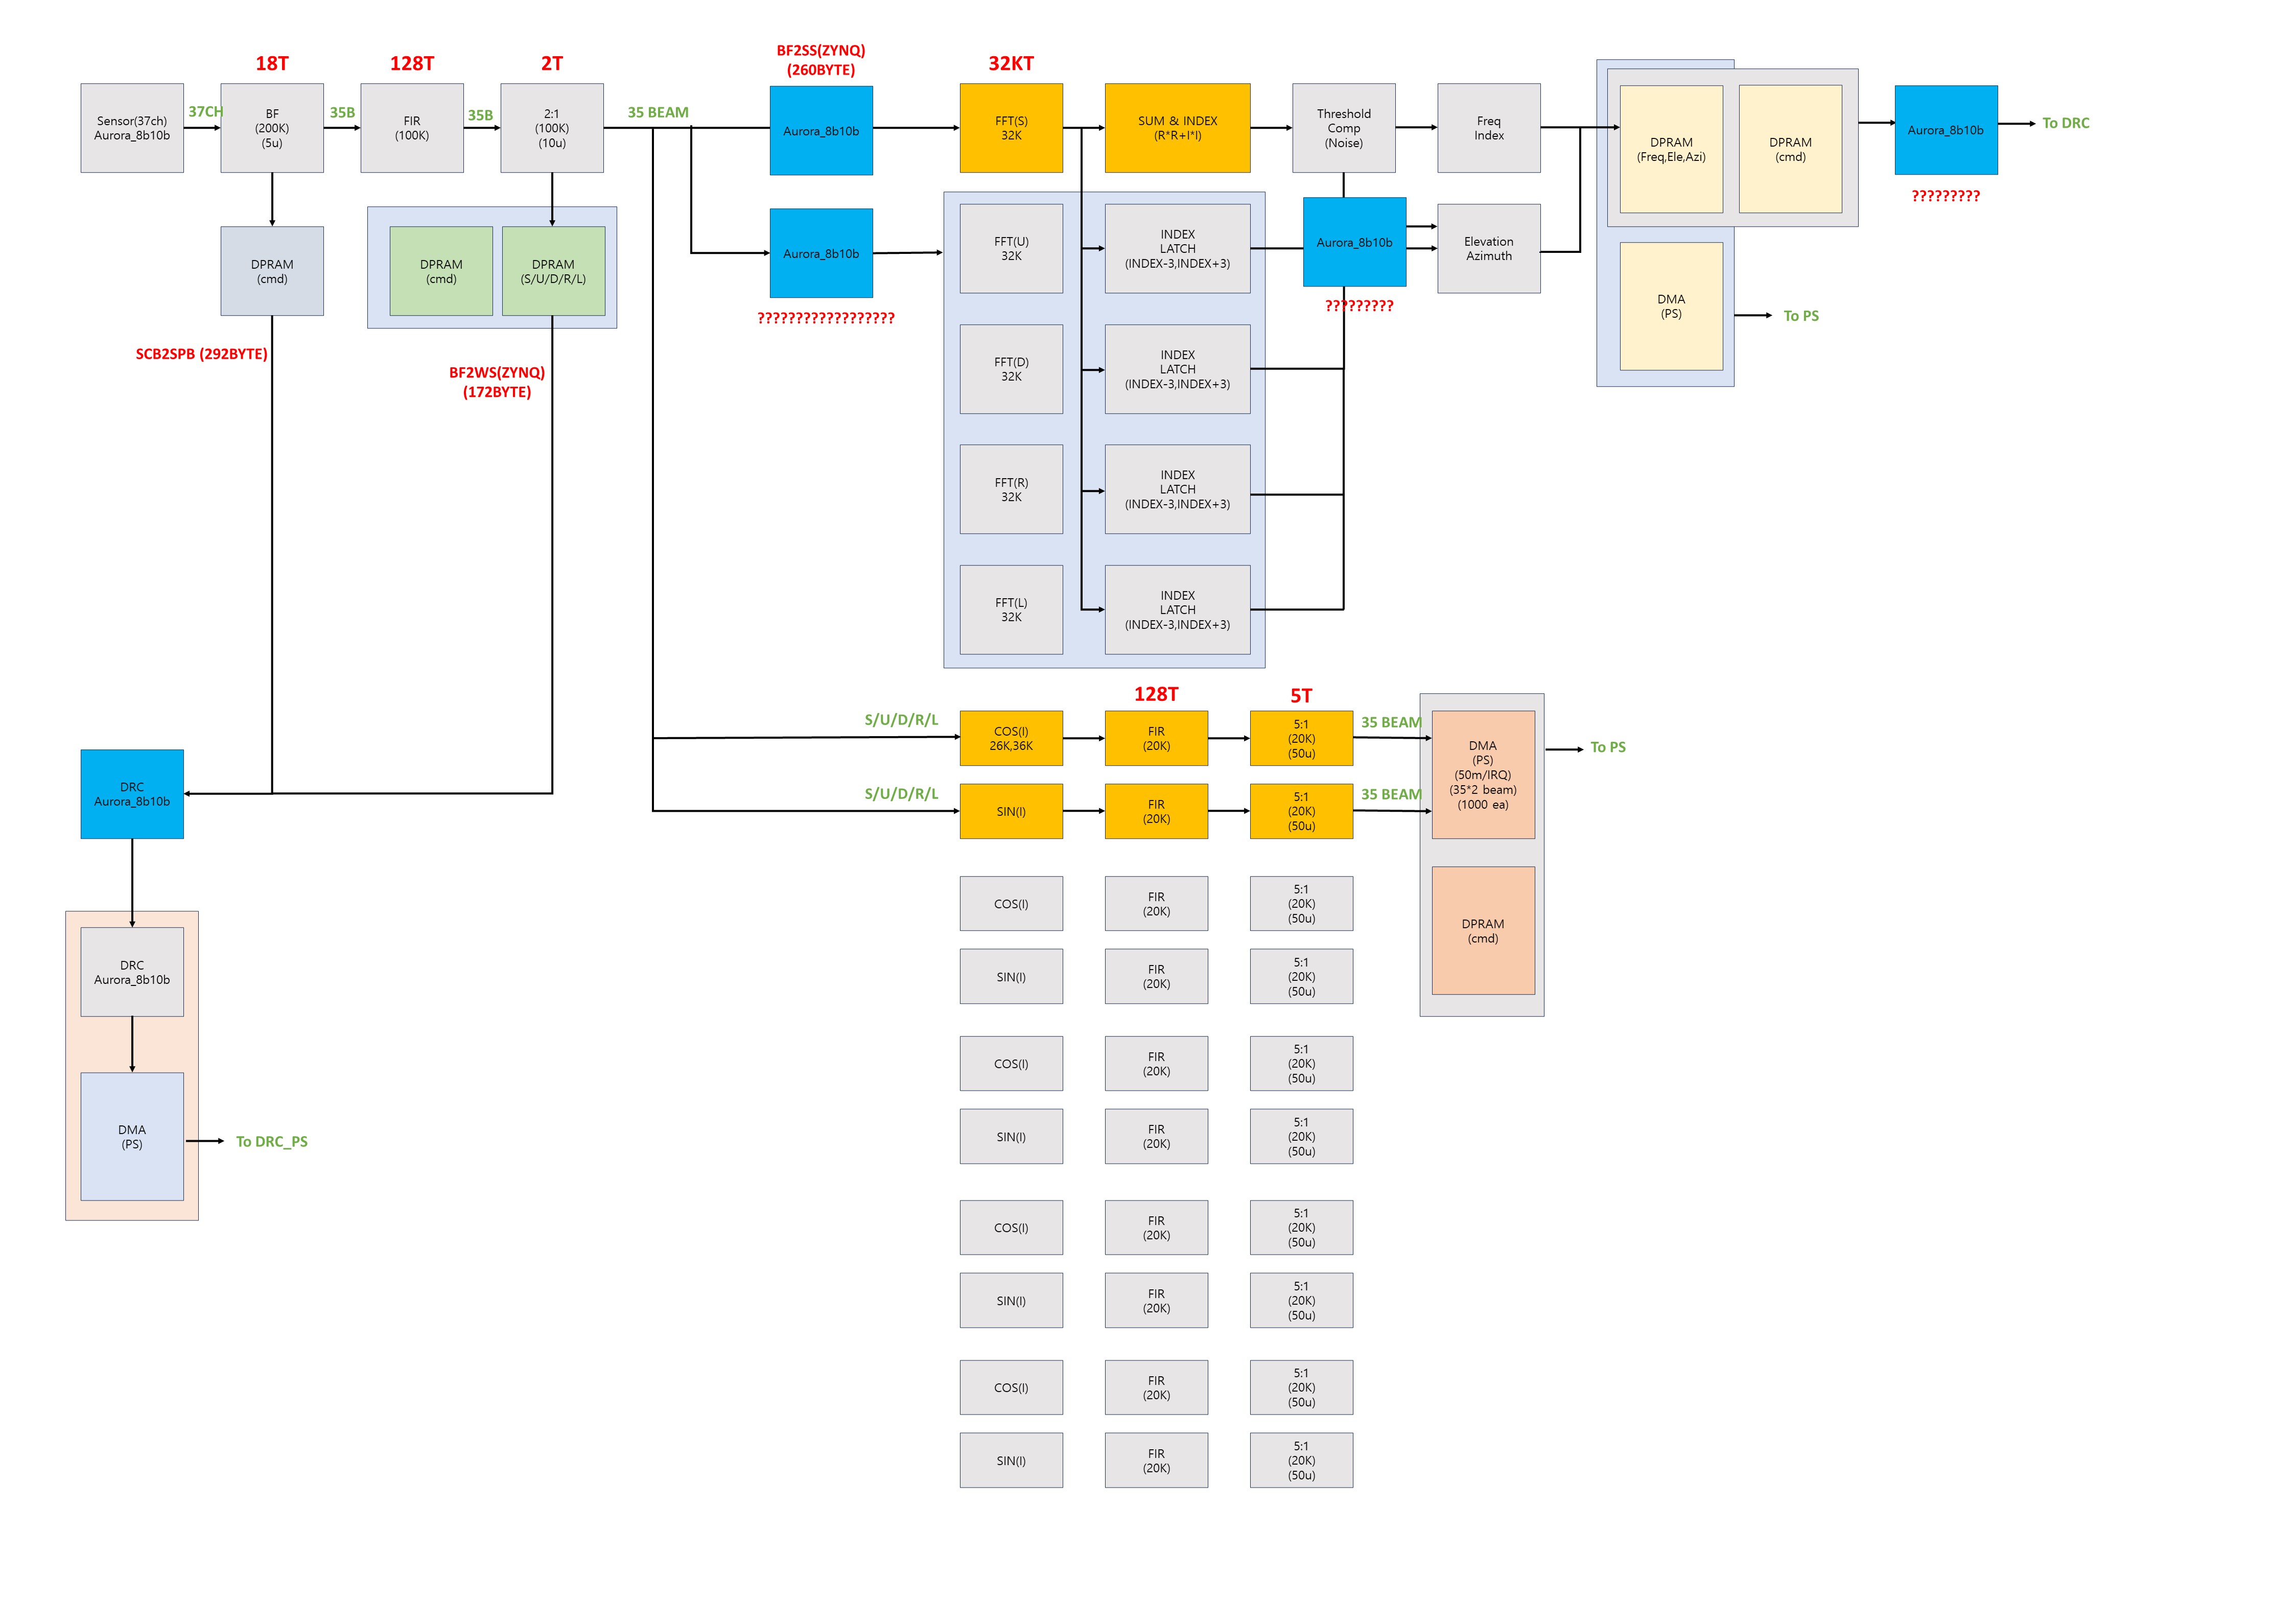 18T
128T
2T
BF2SS(ZYNQ)
(260BYTE)
32KT
Sensor(37ch)
Aurora_8b10b
37CH
BF
(200K)
(5u)
35B
FIR
(100K)
35B
2:1
(100K)
(10u)
35 BEAM
Aurora_8b10b
FFT(S)
32K
SUM & INDEX
(R*R+I*I)
Threshold
Comp
(Noise)
Freq
Index
DPRAM
(Freq,Ele,Azi)
DPRAM
(cmd)
Aurora_8b10b
To DRC
?????????
DPRAM
(cmd)
DPRAM
(cmd)
DPRAM
(S/U/D/R/L)
Aurora_8b10b
??????????????????
FFT(U)
32K
INDEX
LATCH
(INDEX-3,INDEX+3)
Aurora_8b10b
?????????
Elevation
Azimuth
DMA
(PS)
To PS
SCB2SPB (292BYTE)
BF2WS(ZYNQ)
(172BYTE)
FFT(D)
32K
INDEX
LATCH
(INDEX-3,INDEX+3)
FFT(R)
32K
INDEX
LATCH
(INDEX-3,INDEX+3)
FFT(L)
32K
INDEX
LATCH
(INDEX-3,INDEX+3)
128T
5T
S/U/D/R/L
COS(I)
26K,36K
FIR
(20K)
5:1
(20K)
(50u)
35 BEAM
DMA
(PS)
(50m/IRQ)
(35*2 beam)
(1000 ea)
To PS
DRC
Aurora_8b10b
S/U/D/R/L
SIN(I)
FIR
(20K)
5:1
(20K)
(50u)
35 BEAM
COS(I)
FIR
(20K)
5:1
(20K)
(50u)
DPRAM
(cmd)
DRC
Aurora_8b10b
SIN(I)
FIR
(20K)
5:1
(20K)
(50u)
COS(I)
FIR
(20K)
5:1
(20K)
(50u)
DMA
(PS)
To DRC_PS
SIN(I)
FIR
(20K)
5:1
(20K)
(50u)
COS(I)
FIR
(20K)
5:1
(20K)
(50u)
SIN(I)
FIR
(20K)
5:1
(20K)
(50u)
COS(I)
FIR
(20K)
5:1
(20K)
(50u)
SIN(I)
FIR
(20K)
5:1
(20K)
(50u)